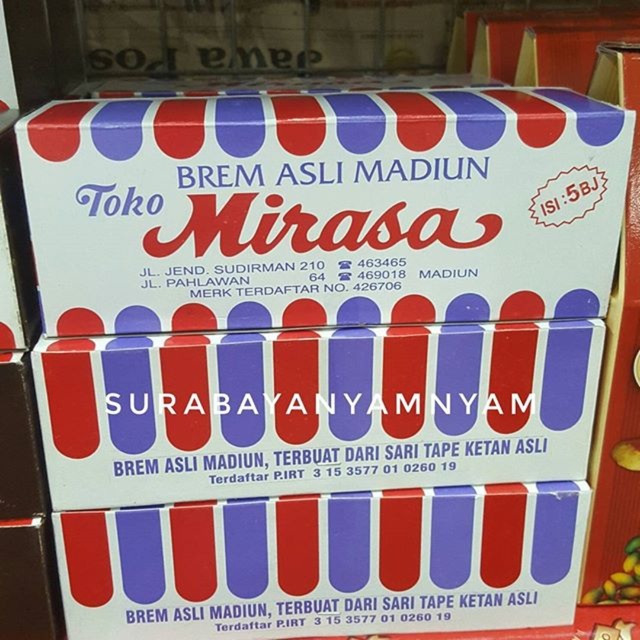 Jawa Pos
BREM ASLI MADIUN
Toko Mirasa
ISI : 5 BJ
JL. JEND. SUDIRMAN 210 ☎ 463465
JL. PAHLAWAN 64 ☎ 469018 MADIUN
MERK TERDAFTAR NO. 426706
SURABAYANYAMNYAM
BREM ASLI MADIUN, TERBUAT DARI SARI TAPE KETAN ASLI
Terdaftar P.IRT 3 15 3577 01 0260 19
BREM ASLI MADIUN, TERBUAT DARI SARI TAPE KETAN ASLI
Terdaftar P.IRT 3 15 3577 01 0260 19